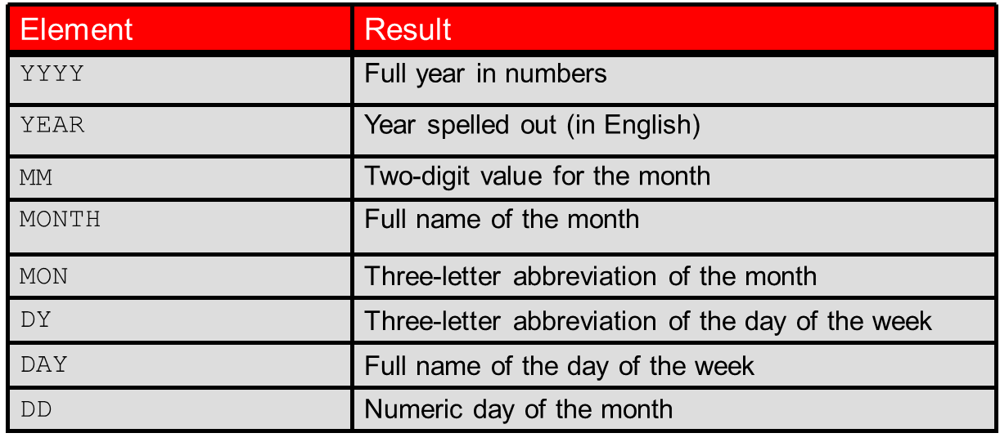 Element Result
YYYY Full year in numbers
YEAR Year spelled out (in English)
MM Two-digit value for the month
MONTH Full name of the month
MON Three-letter abbreviation of the month
DY Three-letter abbreviation of the day of the week
DAY Full name of the day of the week
DD Numeric day of the month